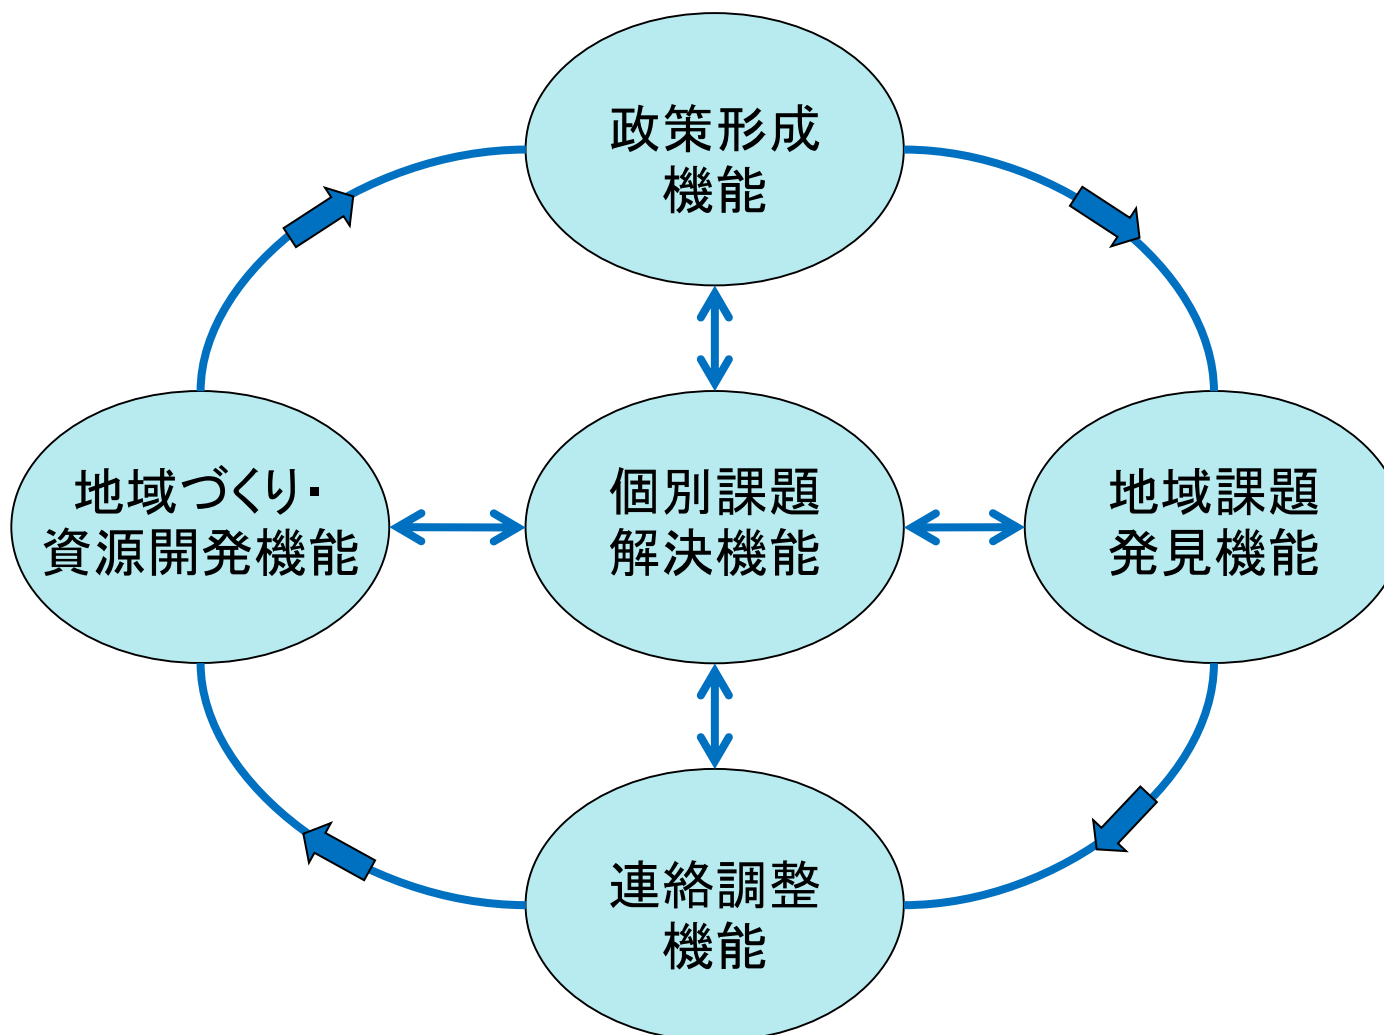 政策形成
機能
地域づくり・
資源開発機能
個別課題
解決機能
地域課題
発見機能
連絡調整
機能